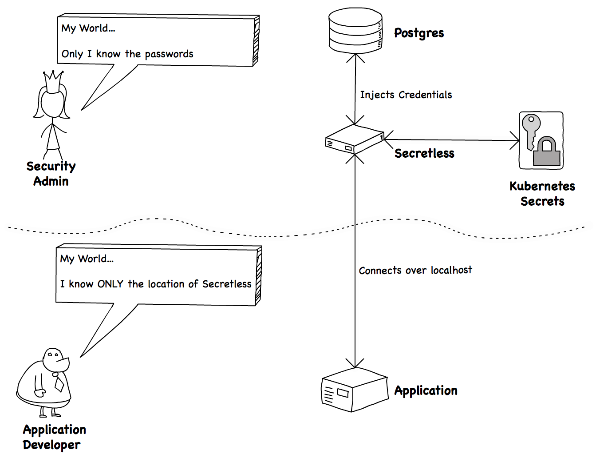 My World...
Only I know the passwords
Security
Admin
Postgres
Injects Credentials
Secretless
Kubernetes
Secrets
My World...
I know ONLY the location of Secretless
Connects over localhost
Application
Developer
Application